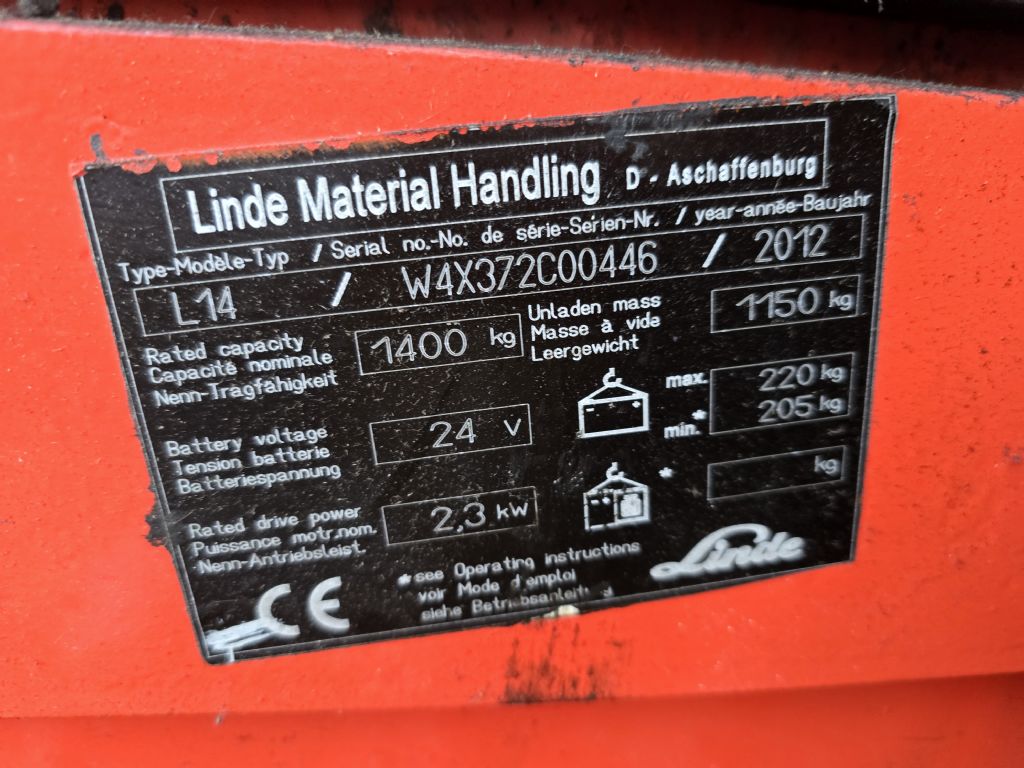 Linde Material Handling D - Aschaffenburg
Type-Modèle-Typ / Serial no.-No. de série-Serien-Nr. / year-année-Baujahr
L14 / W4X372C00446 / 2012
Rated capacity
Capacité nominale
Nenn-Tragfähigkeit
1400 kg
Unladen mass
Masse à vide
Leergewicht
1150 kg
Battery voltage
Tension batterie
Batteriespannung
24 V
max. 220 kg
min.* 205 kg
Rated drive power
Puissance motr.nom.
Nenn-Antriebsleist.
2,3 kW
* kg
CE
*see Operating instructions
voir Mode d'emploi
siehe
Linde